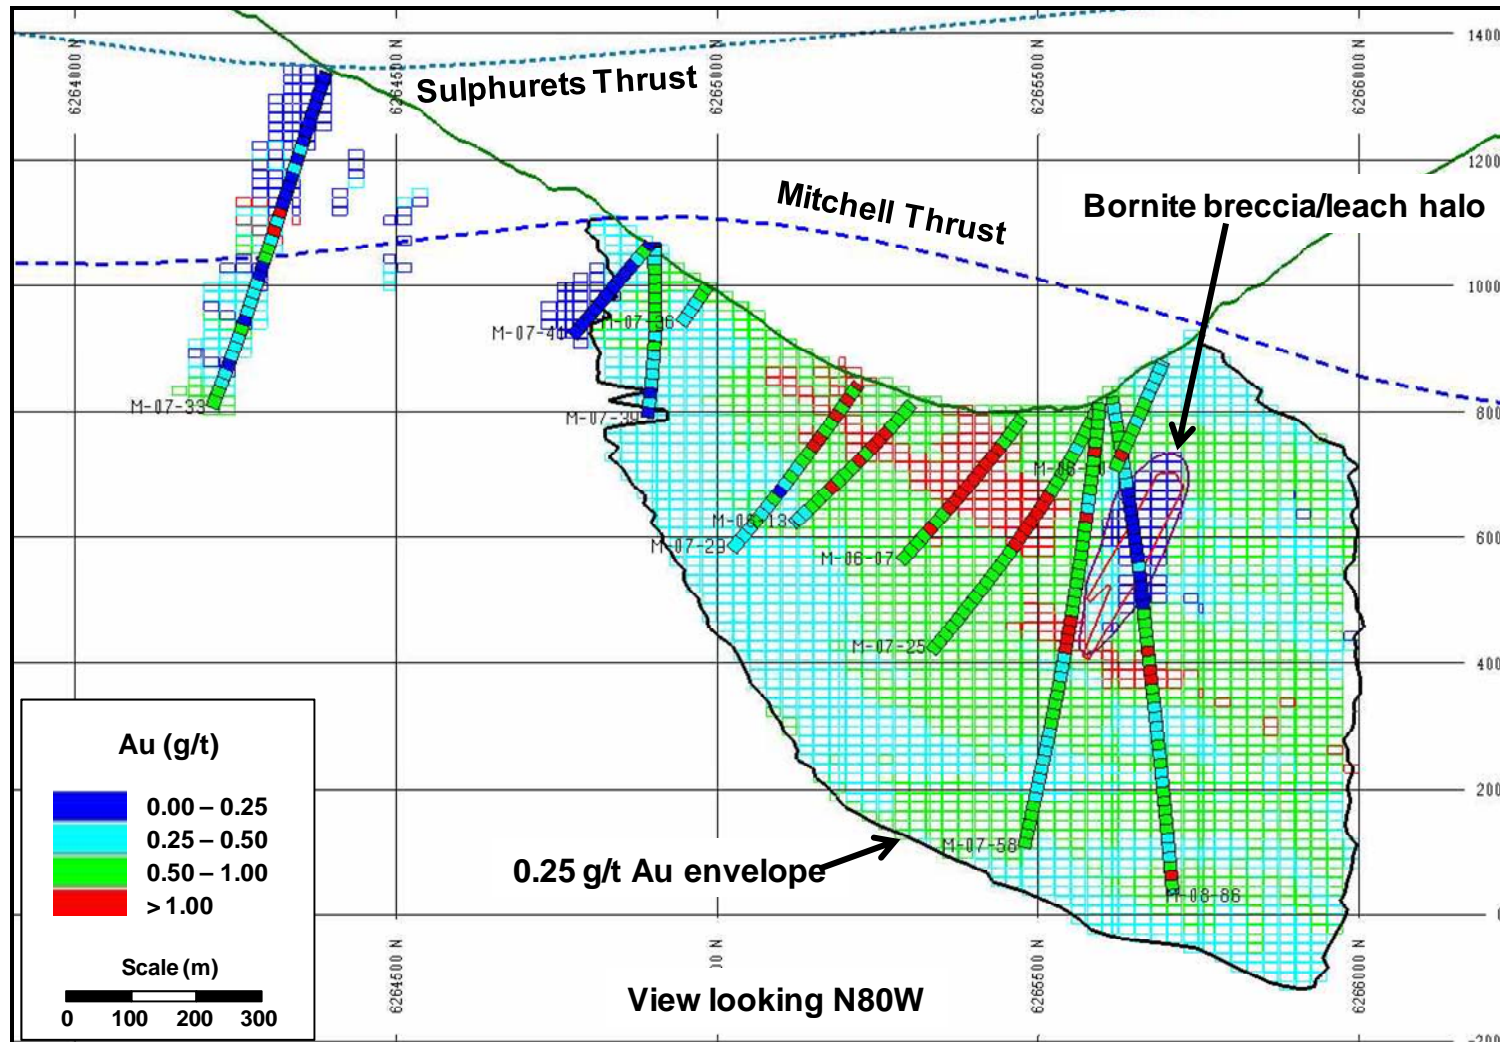 1400
6264000 N
6264500 N
6265000 N
6265500 N
6266000 N
Sulphurets Thrust
1200
Mitchell Thrust
Bornite breccia/leach halo
1000
M-07-33
M-07-39
800
M-06-13
M-07-29
M-06-07
600
M-07-25
400
Au (g/t)
0.00 – 0.25
0.25 – 0.50
0.50 – 1.00
> 1.00
Scale (m)
0 100 200 300
200
0.25 g/t Au envelope
M-07-58
M-08-86
0
6264500 N
View looking N80W
6265500 N
6266000 N
-200